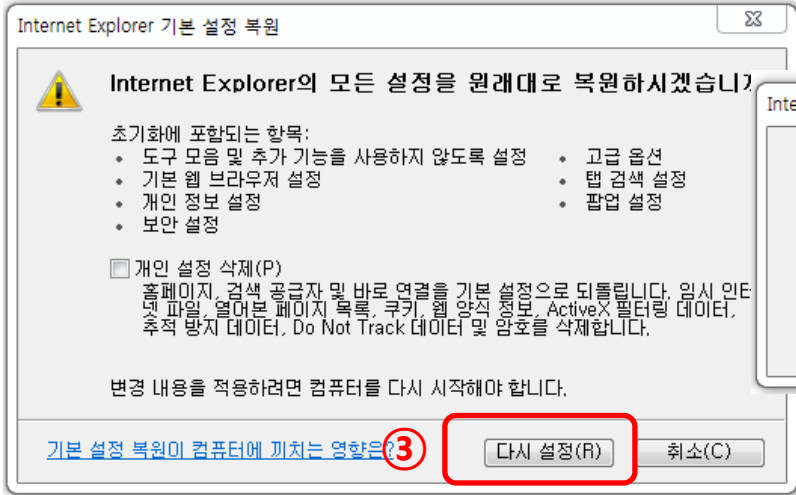 Internet Explorer 기본 설정 복원
Internet Explorer의 모든 설정을 원래대로 복원하시겠습니
Inte
초기화에 포함되는 항목:
• 도구 모음 및 추가 기능을 사용하지 않도록 설정
• 고급 옵션
• 기본 웹 브라우저 설정
• 탭 검색 설정
• 개인 정보 설정
• 팝업 설정
• 보안 설정
개인 설정 삭제(P)
홈페이지, 검색 공급자 및 바로 연결을 기본 설정으로 되돌립니다. 임시 인터
넷 파일, 열어본 페이지 목록, 쿠키, 웹 양식 정보, ActiveX 필터링 데이터,
추적 방지 데이터, Do Not Track 데이터 및 암호를 삭제합니다.
변경 내용을 적용하려면 컴퓨터를 다시 시작해야 합니다.
기본 설정 복원이 컴퓨터에 끼치는 영향은?
③
다시 설정(R)
취소(C)